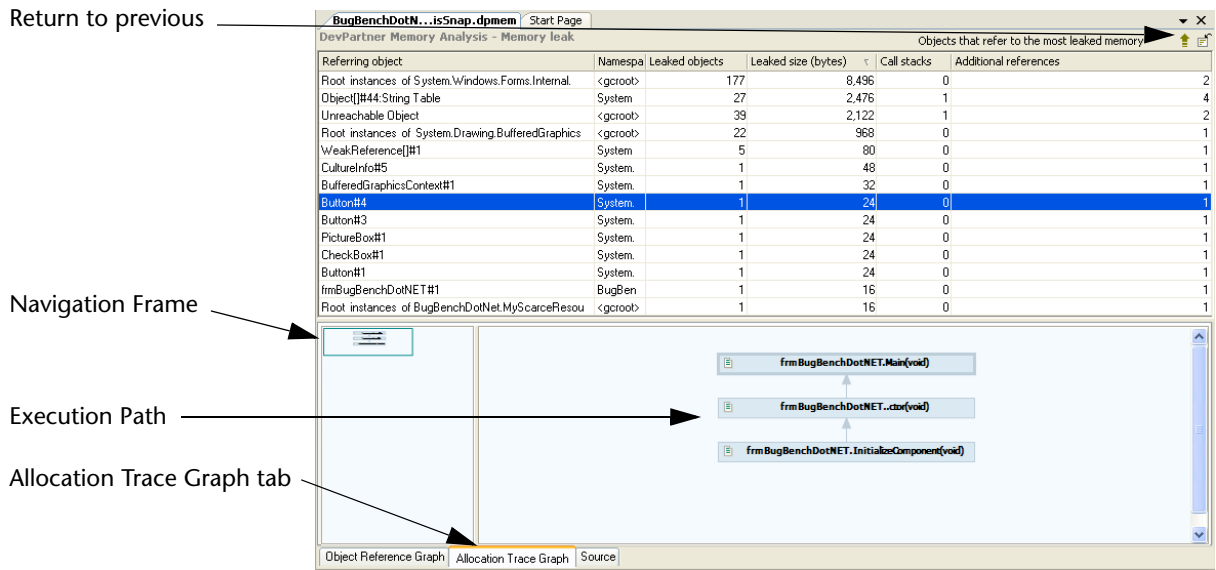 Return to previous
BugBenchDotN...isSnap.dpmem Start Page
DevPartner Memory Analysis - Memory leak
Objects that refer to the most leaked memory
Referring object Namespa Leaked objects Leaked size (bytes) Call stacks Additional references
Root instances of System.Windows.Forms.Internal. <gcroot> 177 8,496 0 2
Object[]#44:String Table System 27 2,476 1 4
Unreachable Object <gcroot> 39 2,122 1 2
Root instances of System.Drawing.BufferedGraphics <gcroot> 22 968 0 1
WeakReference[]#1 System 5 80 0 1
CultureInfo#5 System. 1 48 0 1
BufferedGraphicsContext#1 System. 1 32 0 1
Button#4 System. 1 24 0 1
Button#3 System. 1 24 0 1
PictureBox#1 System. 1 24 0 1
CheckBox#1 System. 1 24 0 1
Button#1 System. 1 24 0 1
frmBugBenchDotNET#1 BugBen 1 16 0 1
Root instances of BugBenchDotNet.MyScarceResou <gcroot> 1 16 0 1
Navigation Frame
frmBugBenchDotNET.Main(void)
Execution Path
frmBugBenchDotNET..ctor(void)
frmBugBenchDotNET.InitializeComponent(void)
Allocation Trace Graph tab
Object Reference Graph Allocation Trace Graph Source